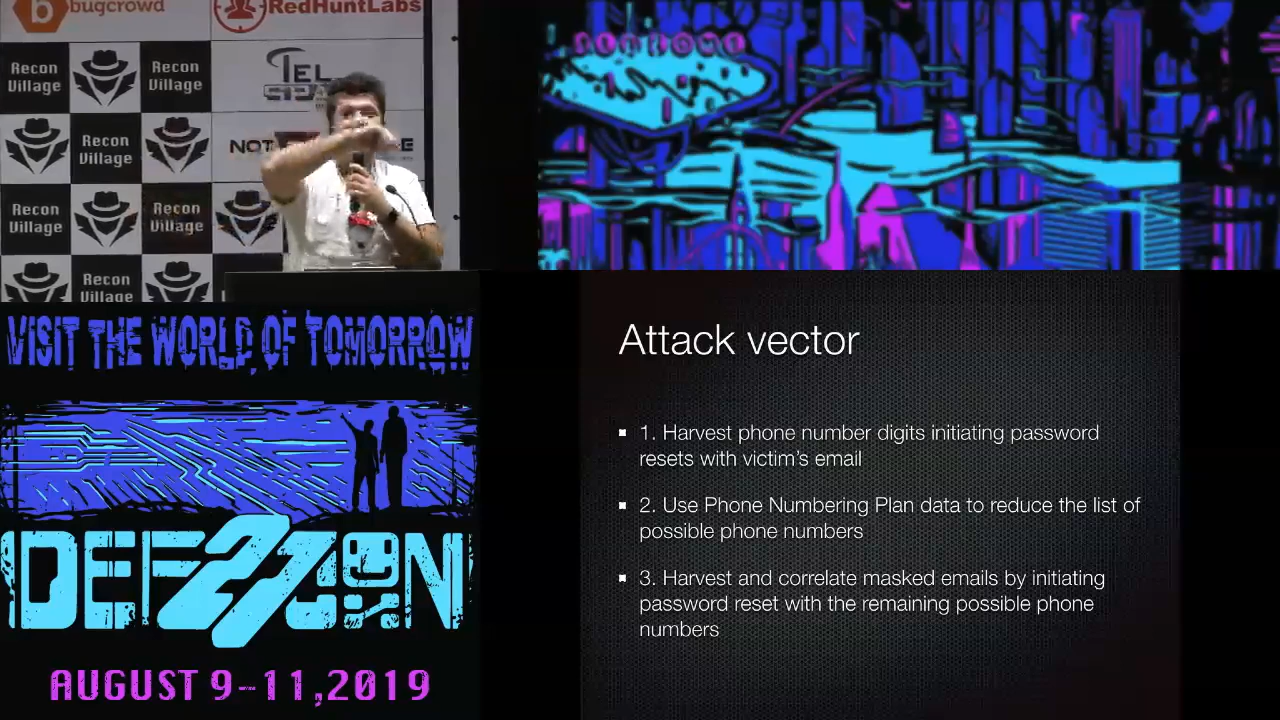 bugcrowd
RedHuntLabs
Recon
Village
Recon
Village
Recon
Village
Recon
Village
Recon
Village
Recon
Village
NOT
VISIT THE WORLD OF TOMORROW
DEF27CON
AUGUST 9-11,2019
Attack vector
1. Harvest phone number digits initiating password
resets with victim's email
2. Use Phone Numbering Plan data to reduce the list of
possible phone numbers
3. Harvest and correlate masked emails by initiating
password reset with the remaining possible phone
numbers